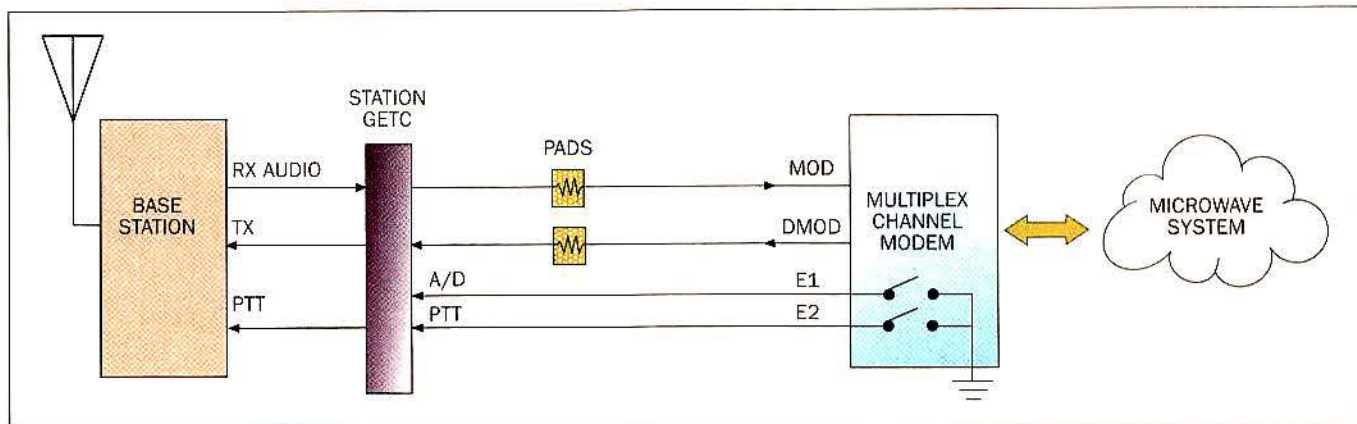 STATION
GETC
PADS
BASE
STATION
RX AUDIO
TX
PTT
A/D
PTT
MOD
DMOD
E1
E2
MULTIPLEX
CHANNEL
MODEM
MICROWAVE
SYSTEM